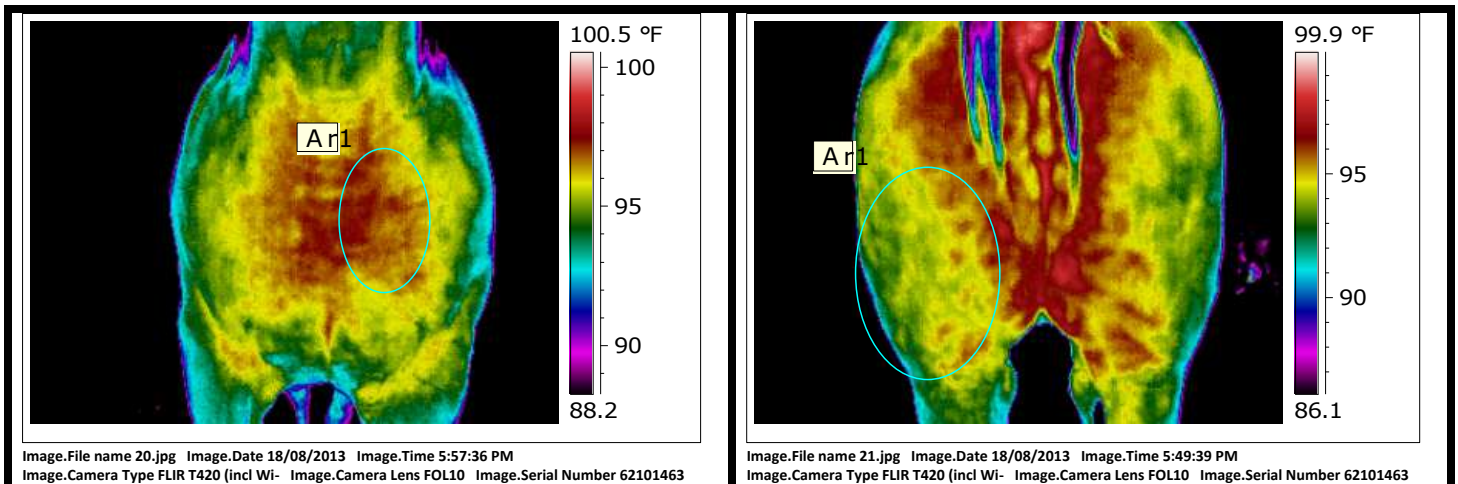 100.5 °F
100
Ar1
95
90
88.2
Image.File name 20.jpg Image.Date 18/08/2013 Image.Time 5:57:36 PM
Image.Camera Type FLIR T420 (incl Wi- Image.Camera Lens FOL10 Image.Serial Number 62101463
99.9 °F
Ar1
95
90
86.1
Image.File name 21.jpg Image.Date 18/08/2013 Image.Time 5:49:39 PM
Image.Camera Type FLIR T420 (incl Wi- Image.Camera Lens FOL10 Image.Serial Number 62101463